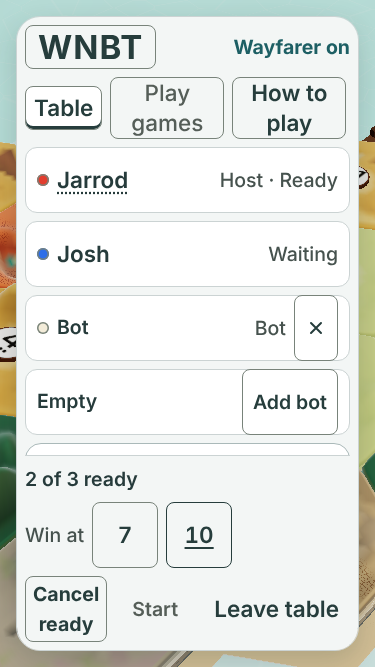 WNBT
Wayfarer on
Table
Play
games
How to
play
Jarrod
Host · Ready
Josh
Waiting
Bot
Bot
×
Empty
Add bot
2 of 3 ready
Win at
7
10
Cancel
ready
Start
Leave table